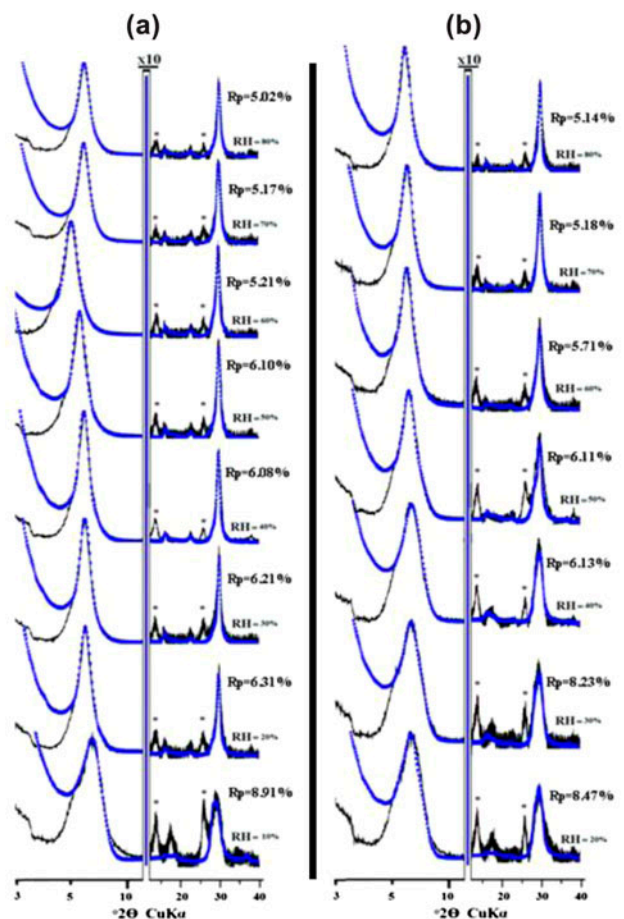 (a)
x10
Rp=5.02%
RH=80%
Rp=5.17%
RH=70%
Rp=5.21%
RH=60%
Rp=6.10%
RH=50%
Rp=6.08%
RH=40%
Rp=6.21%
RH=30%
Rp=6.31%
RH=20%
Rp=8.91%
RH=10%
3 5 10 20 30 40
°2Θ CuKα
(b)
x10
Rp=5.14%
RH=80%
Rp=5.18%
RH=70%
Rp=5.71%
RH=60%
Rp=6.11%
RH=50%
Rp=6.13%
RH=40%
Rp=8.23%
RH=30%
Rp=8.47%
RH=20%
3 5 10 20 30 40
°2Θ CuKα